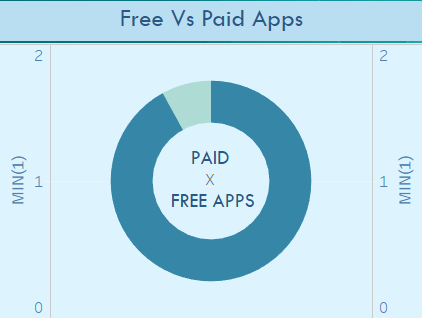 Free Vs Paid Apps
2
2
PAID
X
FREE APPS
MIN(1)
1
1
MIN(1)
0
0